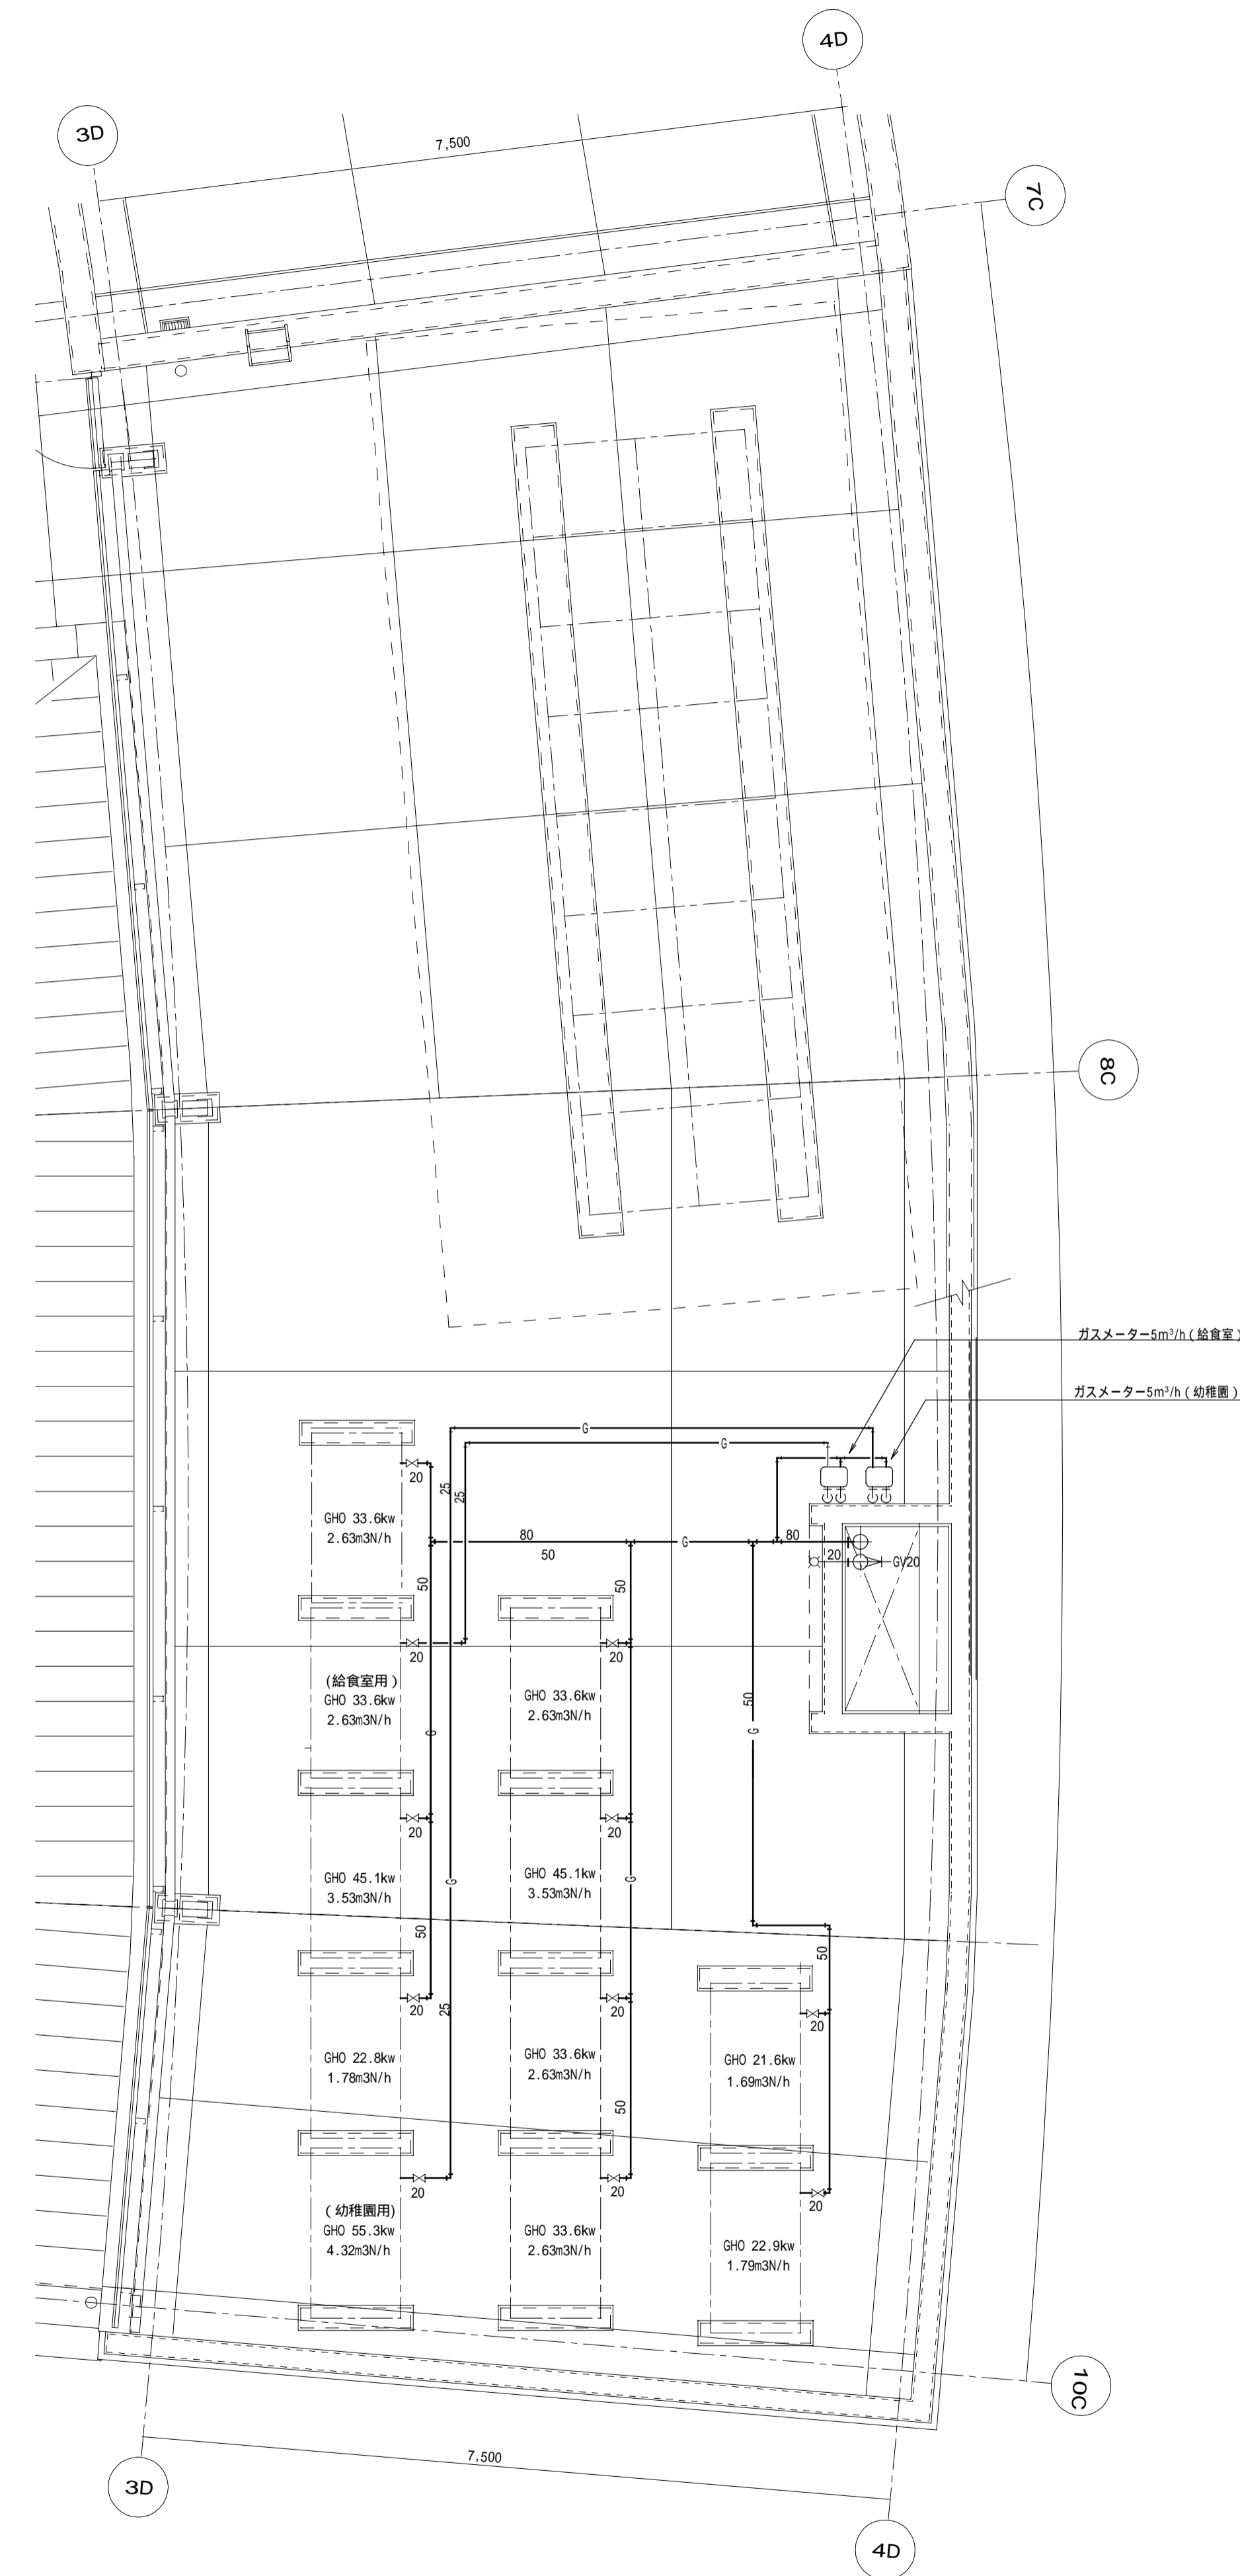 4D
3D
7,500
7C
8C
ガスメーター5m³/h(給食室)
ガスメーター5m³/h(幼稚園)
G
G
20
25
25
GHO 33.6kw
2.63m3N/h
80
50
G
80
20
GV20
50
50
20
20
(給食室用)
GHO 33.6kw
2.63m3N/h
GHO 33.6kw
2.63m3N/h
50
G
G
20
20
GHO 45.1kw
3.53m3N/h
GHO 45.1kw
3.53m3N/h
G
G
50
50
20
25
20
20
GHO 22.8kw
1.78m3N/h
GHO 33.6kw
2.63m3N/h
GHO 21.6kw
1.69m3N/h
50
20
20
20
(幼稚園用)
GHO 55.3kw
4.32m3N/h
GHO 33.6kw
2.63m3N/h
GHO 22.9kw
1.79m3N/h
10C
7,500
3D
4D